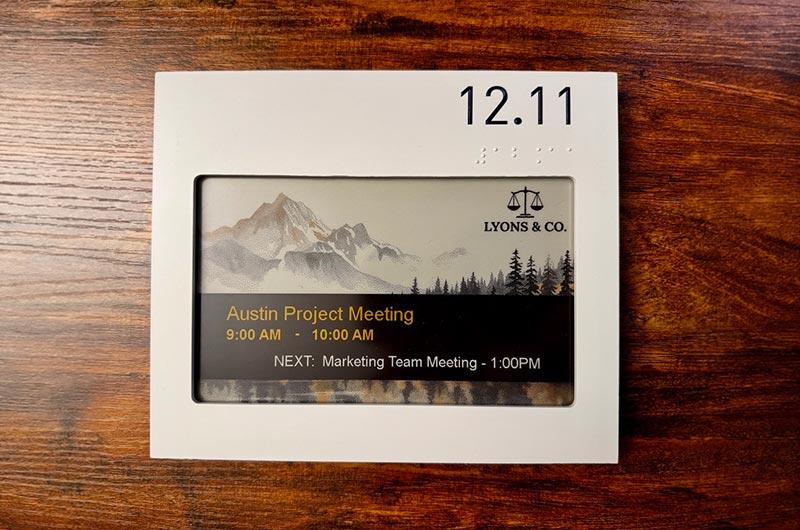 12.11
LYONS & CO.
Austin Project Meeting
9:00 AM - 10:00 AM
NEXT: Marketing Team Meeting - 1:00PM